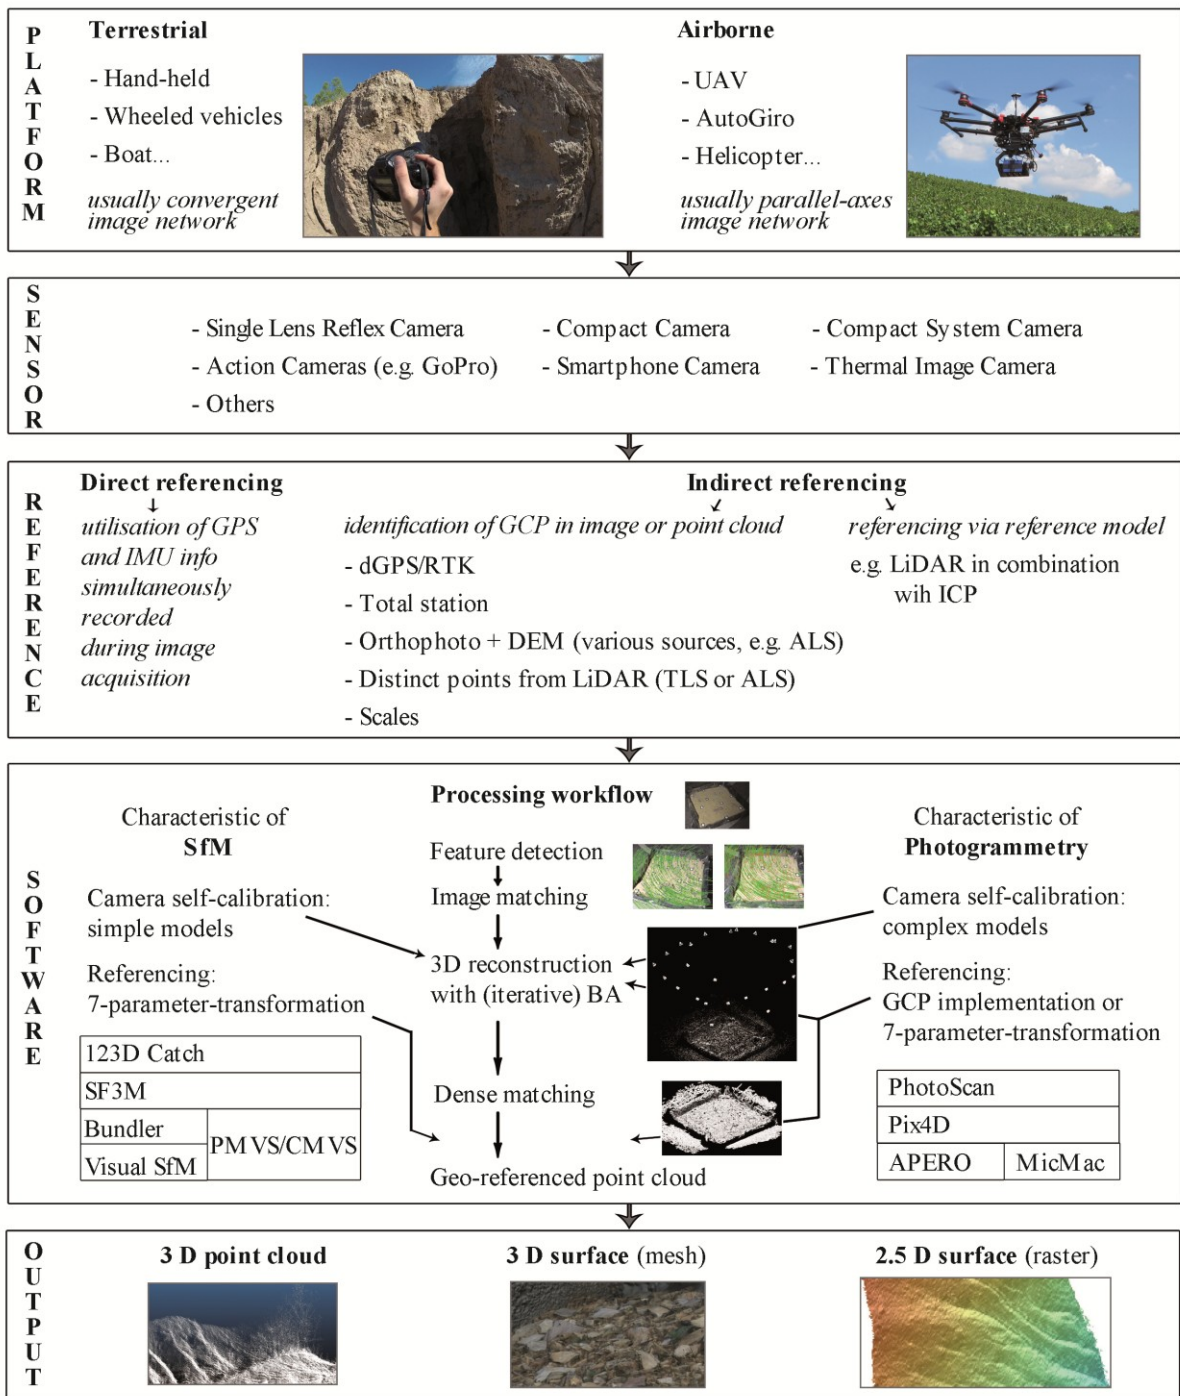 PLATFORM
Terrestrial
- Hand-held
- Wheeled vehicles
- Boat...
usually convergent
image network
Airborne
- UAV
- AutoGiro
- Helicopter...
usually parallel-axes
image network
SENSOR
- Single Lens Reflex Camera
- Compact Camera
- Compact System Camera
- Action Cameras (e.g. GoPro)
- Smartphone Camera
- Thermal Image Camera
- Others
REFERENCE
Direct referencing
utilisation of GPS
and IMU info
simultaneously
recorded
during image
acquisition
Indirect referencing
identification of GCP in image or point cloud
- dGPS/RTK
- Total station
- Orthophoto + DEM (various sources, e.g. ALS)
- Distinct points from LiDAR (TLS or ALS)
- Scales
referencing via reference model
e.g. LiDAR in combination
wih ICP
SOFTWARE
Characteristic of
SfM
Camera self-calibration:
simple models
Referencing:
7-parameter-transformation
123D Catch
SF3M
Bundler
Visual SfM
PMVS/CMVS
Processing workflow
Feature detection
Image matching
3D reconstruction
with (iterative) BA
Dense matching
Geo-referenced point cloud
Characteristic of
Photogrammetry
Camera self-calibration:
complex models
Referencing:
GCP implementation or
7-parameter-transformation
PhotoScan
Pix4D
APERO
MicMac
OUTPUT
3 D point cloud
3 D surface (mesh)
2.5 D surface (raster)